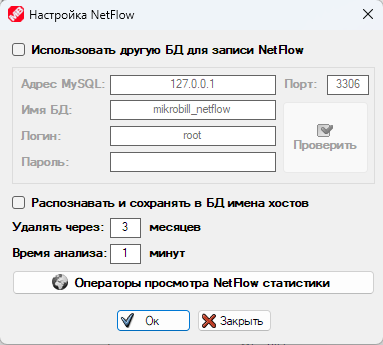 Настройка NetFlow
Использовать другую БД для записи NetFlow
Адрес MySQL: 127.0.0.1 Порт: 3306
Имя БД: mikrobill_netflow
Логин: root
Проверить
Пароль:
Распознавать и сохранять в БД имена хостов
Удалять через: 3 месяцев
Время анализа: 1 минут
Операторы просмотра NetFlow статистики
Ок Закрыть